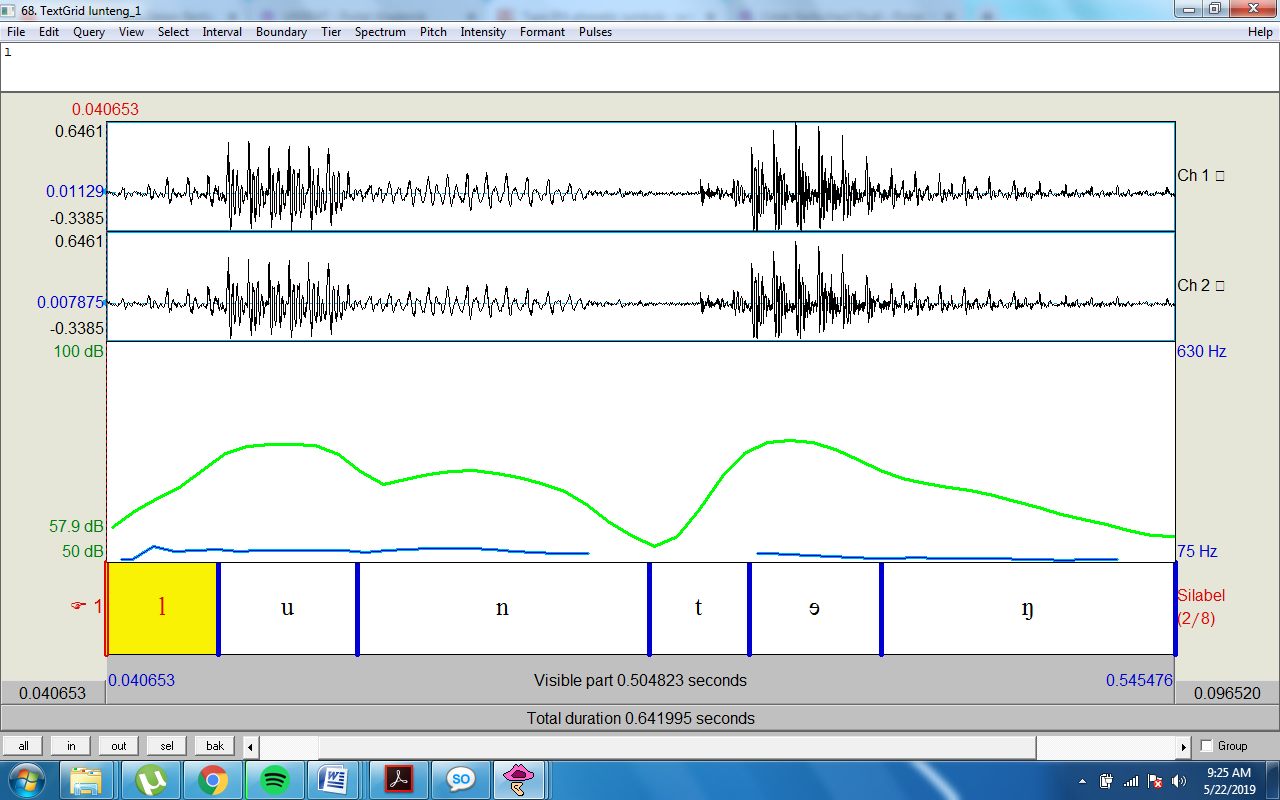 68. TextGrid lunteng_1
File Edit Query View Select Interval Boundary Tier Spectrum Pitch Intensity Formant Pulses Help
l
0.040653
0.6461
0.01129
-0.3385
Ch 1
0.6461
0.007875
-0.3385
Ch 2
100 dB
630 Hz
57.9 dB
50 dB
75 Hz
☞ 1
l u n t ɘ ŋ
Silabel
(2/8)
0.040653 Visible part 0.504823 seconds 0.545476
0.040653 0.096520
Total duration 0.641995 seconds
all in out sel bak Group
SO
9:25 AM
5/22/2019